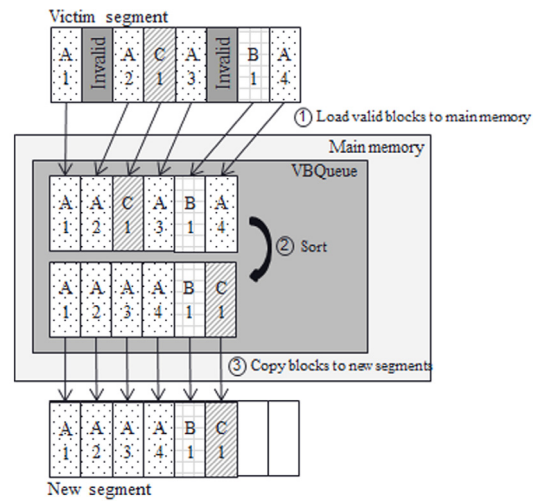 Victim segment
A Invalid A C A Invalid B A
1 2 1 3 1 4
① Load valid blocks to main memory
Main memory
VBQueue
A A C A B A
1 2 1 3 1 4
② Sort
A A A A B C
1 2 3 4 1 1
③ Copy blocks to new segments
A A A A B C
1 2 3 4 1 1
New segment